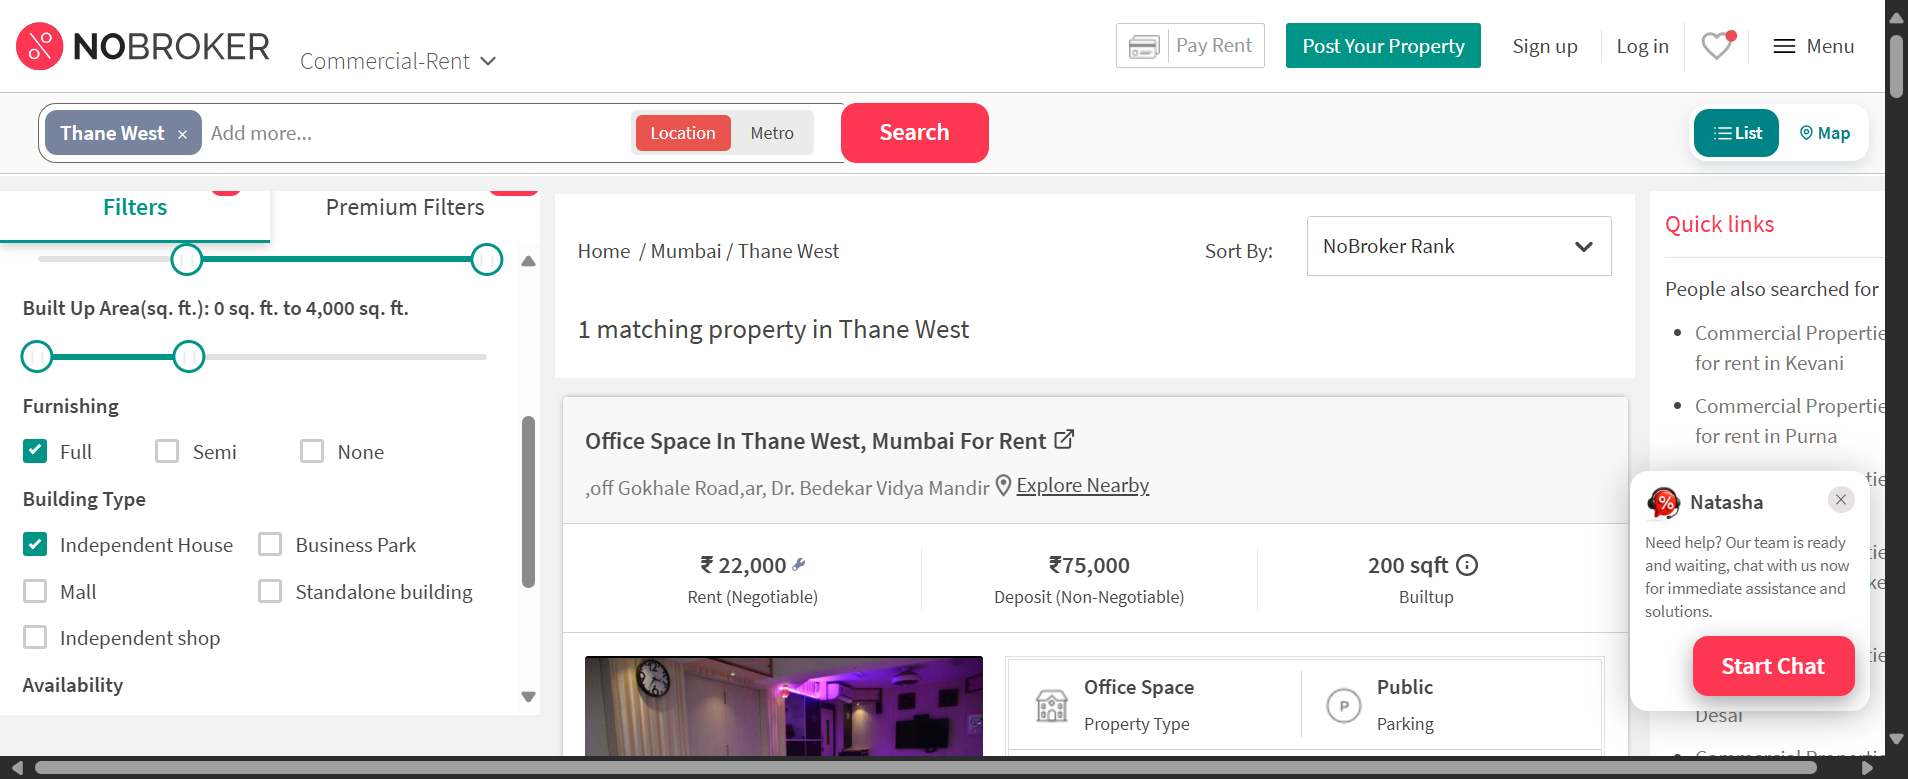 NOBROKER
Commercial-Rent
Pay Rent
Post Your Property
Sign up
Log in
Menu
Thane West ×
Add more...
Location
Metro
Search
List
Map
Filters
Premium Filters
Built Up Area(sq. ft.): 0 sq. ft. to 4,000 sq. ft.
Furnishing
Full
Semi
None
Building Type
Independent House
Business Park
Mall
Standalone building
Independent shop
Availability
Home / Mumbai / Thane West
Sort By:
NoBroker Rank
1 matching property in Thane West
Office Space In Thane West, Mumbai For Rent
,off Gokhale Road,ar, Dr. Bedekar Vidya Mandir
Explore Nearby
₹ 22,000
Rent (Negotiable)
₹75,000
Deposit (Non-Negotiable)
200 sqft
Builtup
Office Space
Property Type
P
Public
Parking
Quick links
People also searched for
Commercial Propertie
for rent in Kevani
Commercial Propertie
for rent in Purna
Natasha
Need help? Our team is ready
and waiting, chat with us now
for immediate assistance and
solutions.
Start Chat
Desai